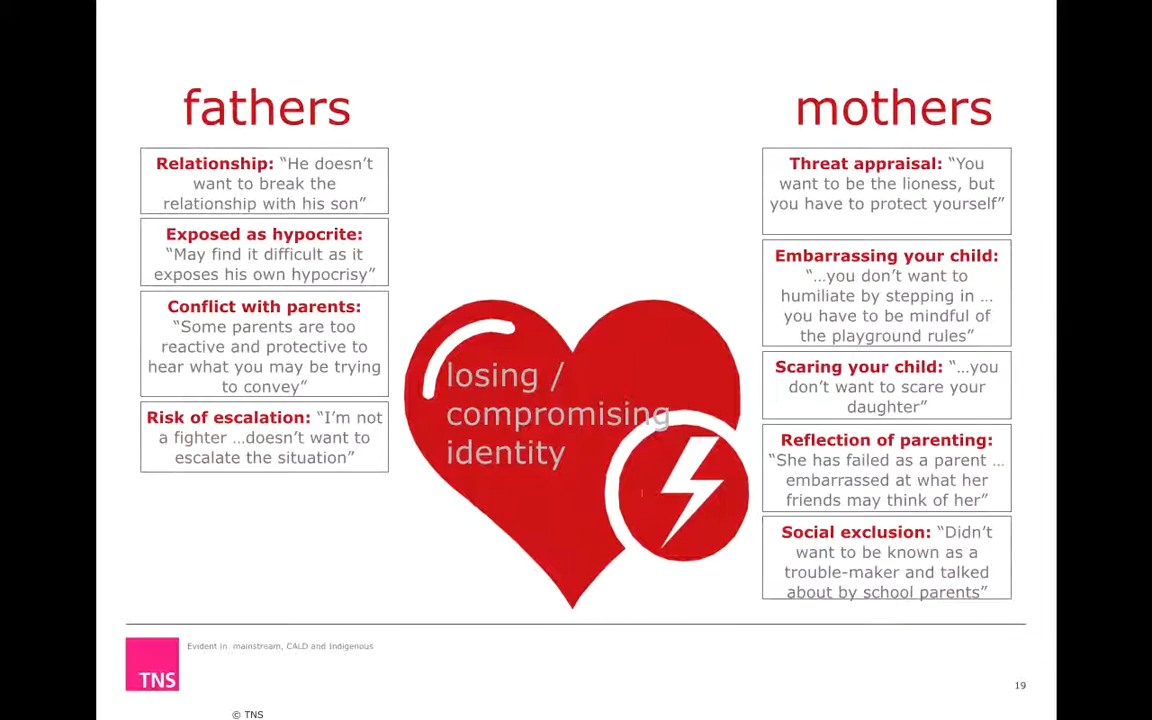 fathers
Relationship: “He doesn’t
want to break the
relationship with his son”
Exposed as hypocrite:
“May find it difficult as it
exposes his own hypocrisy”
Conflict with parents:
“Some parents are too
reactive and protective to
hear what you may be trying
to convey”
Risk of escalation: “I’m not
a fighter …doesn’t want to
escalate the situation”
losing /
compromising
identity
mothers
Threat appraisal: “You
want to be the lioness, but
you have to protect yourself”
Embarrassing your child:
“…you don’t want to
humiliate by stepping in …
you have to be mindful of
the playground rules”
Scaring your child: “…you
don’t want to scare your
daughter”
Reflection of parenting:
“She has failed as a parent …
embarrassed at what her
friends may think of her”
Social exclusion: “Didn’t
want to be known as a
trouble-maker and talked
about by school parents”
TNS
Evident in mainstream, CALD and Indigenous
19
© TNS